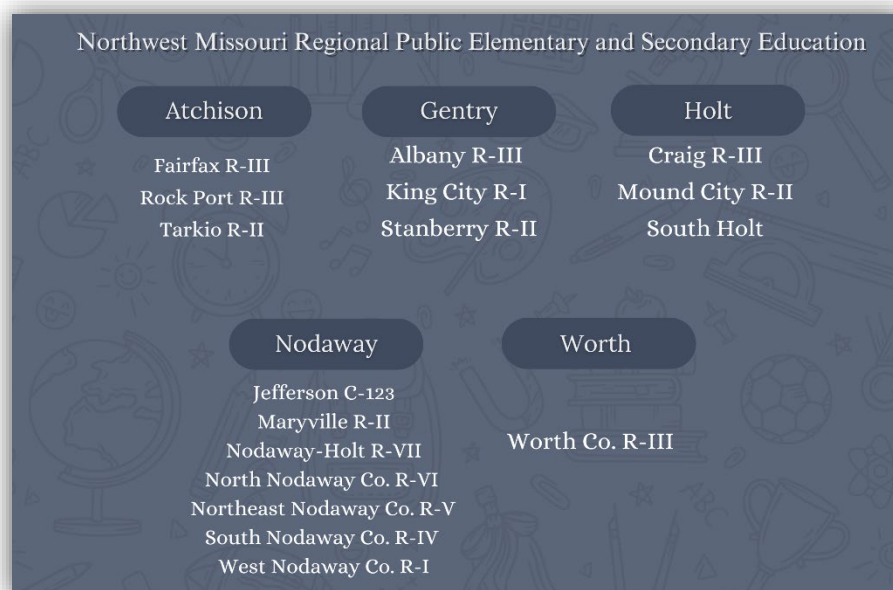 Northwest Missouri Regional Public Elementary and Secondary Education
Atchison
Fairfax R-III
Rock Port R-III
Tarkio R-II
Gentry
Albany R-III
King City R-I
Stanberry R-II
Holt
Craig R-III
Mound City R-II
South Holt
Nodaway
Jefferson C-123
Maryville R-II
Nodaway-Holt R-VII
North Nodaway Co. R-VI
Northeast Nodaway Co. R-V
South Nodaway Co. R-IV
West Nodaway Co. R-I
Worth
Worth Co. R-III